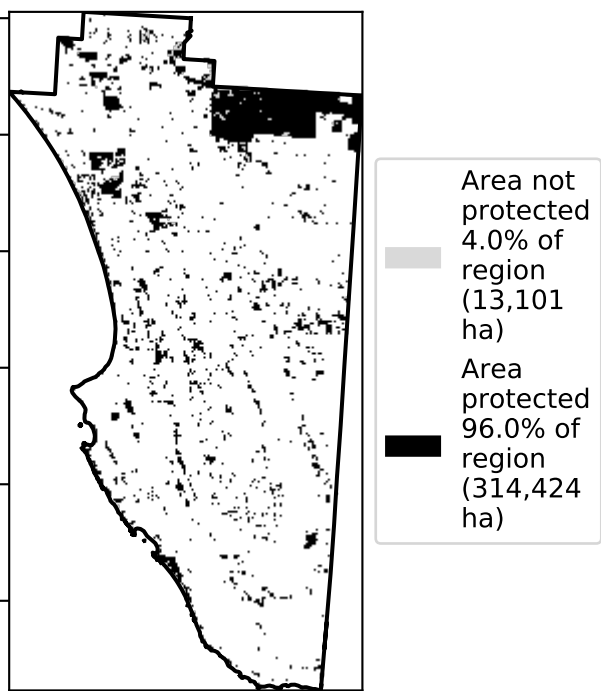 Area not
protected
4.0% of
region
(13,101
ha)
Area
protected
96.0% of
region
(314,424
ha)